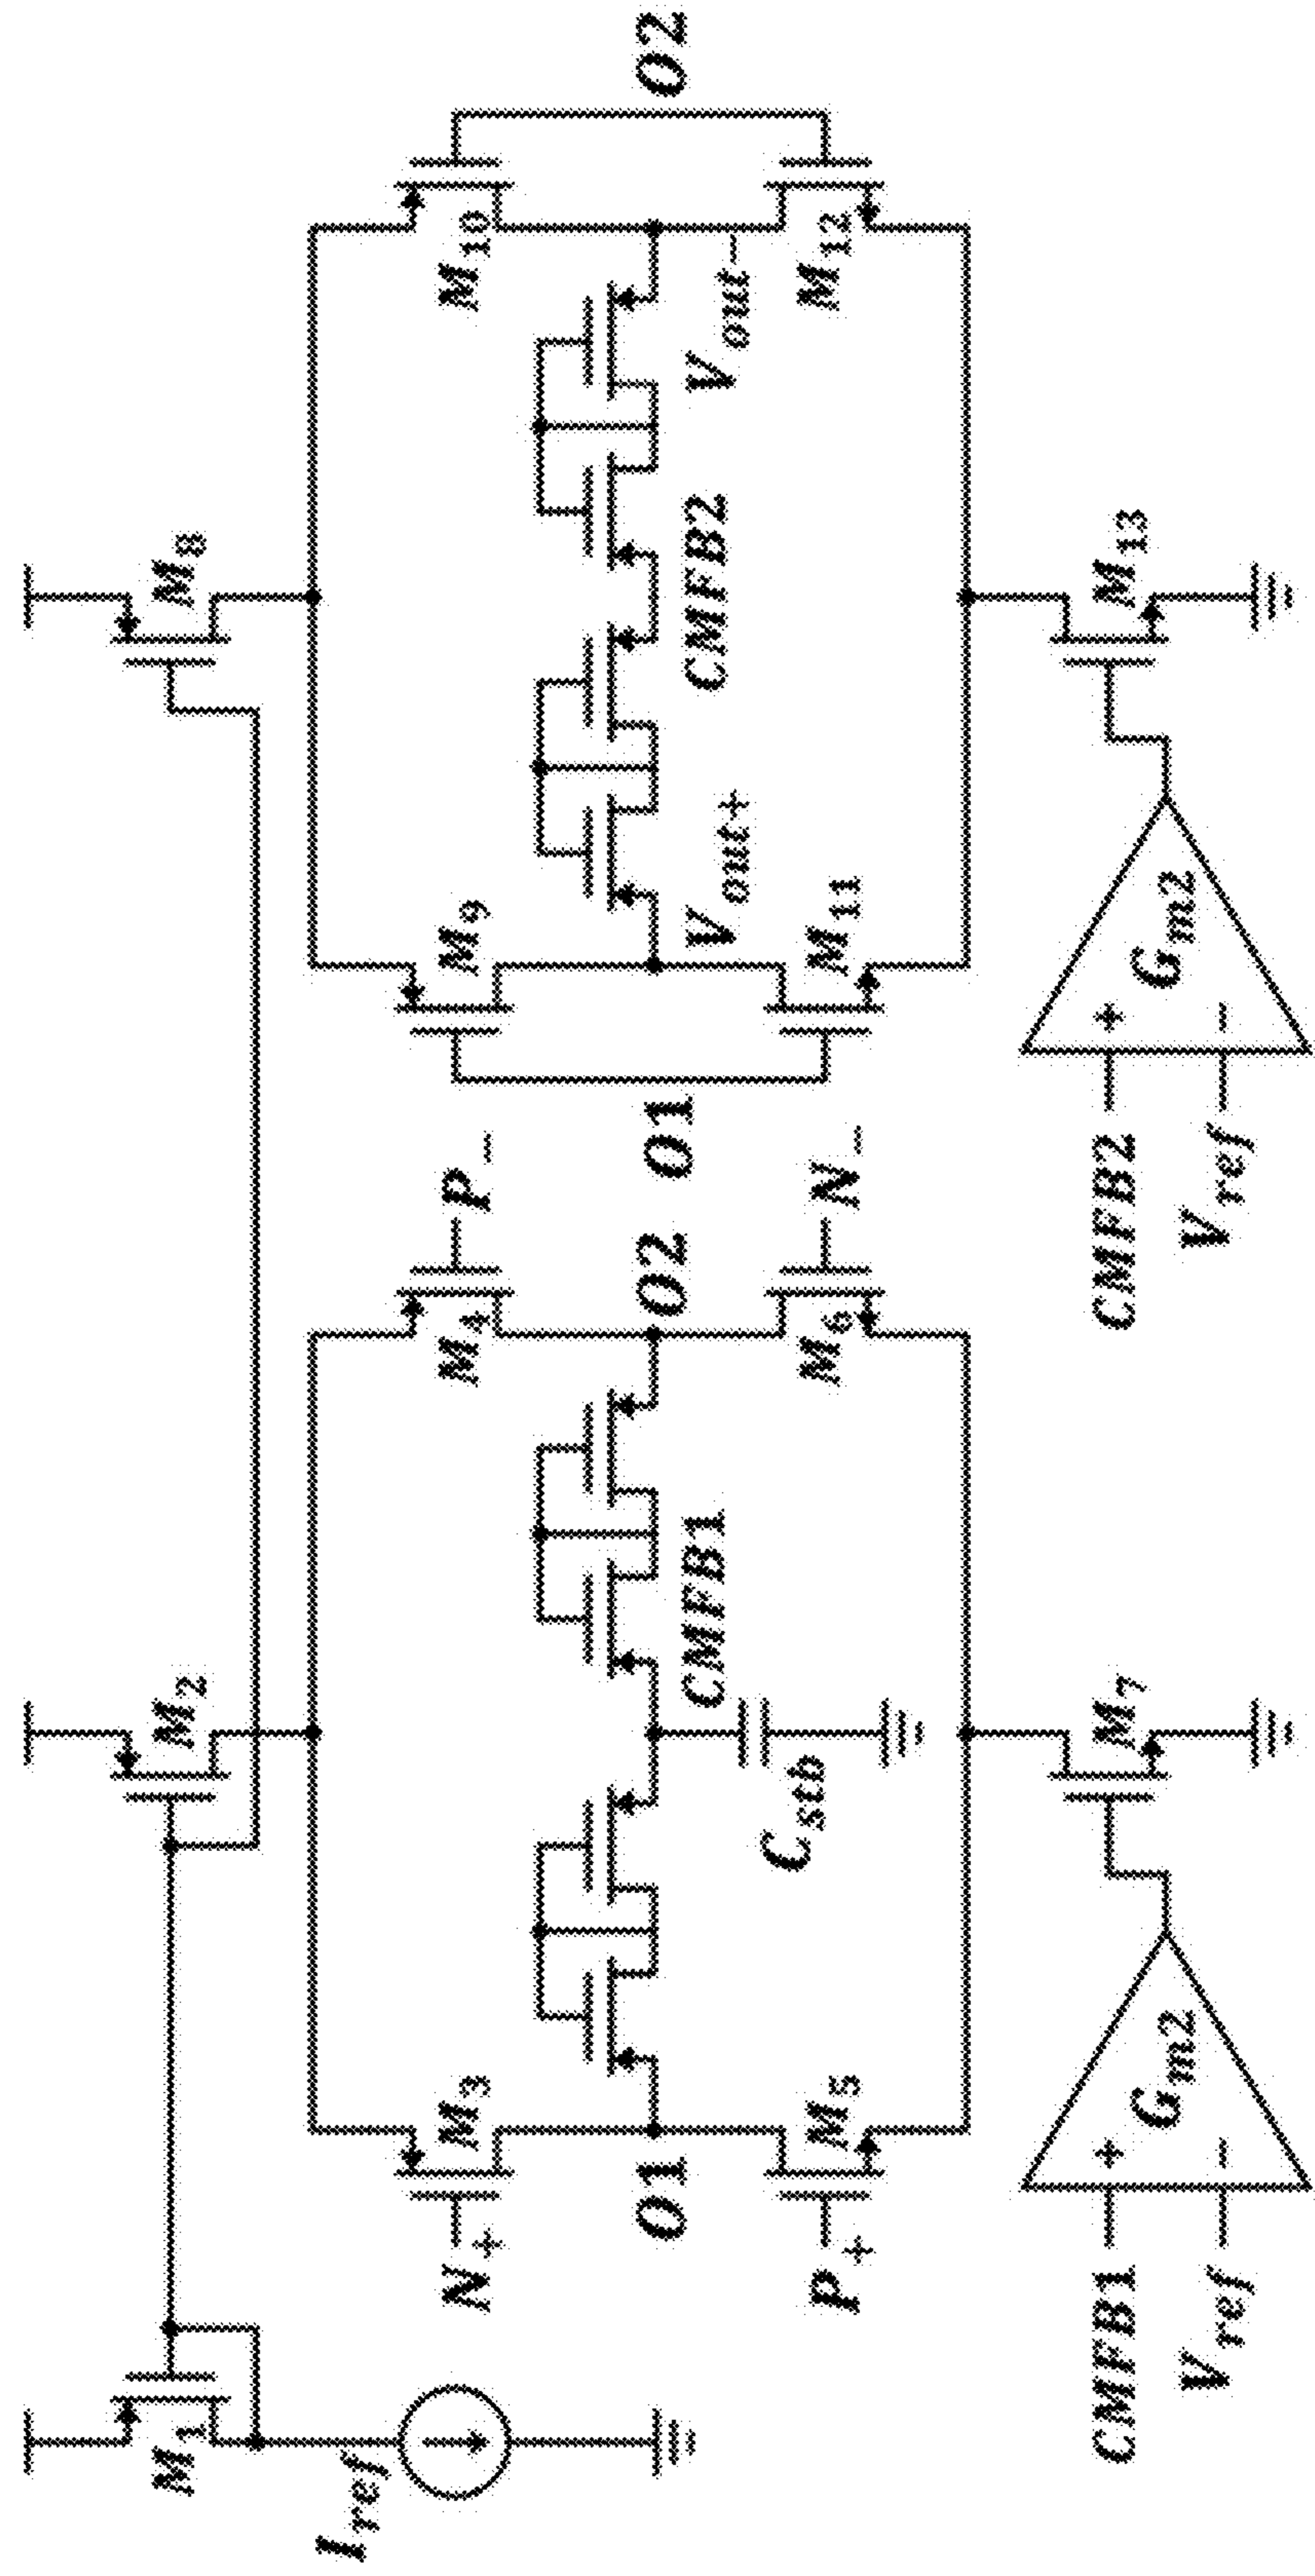 M1
Iref
M2
M8
N+
M3
M4
P-
M9
M10
O1
CMFB1
O2
O1
Vout+
CMFB2
Vout-
O2
Cstb
P+
M5
M6
N-
M11
M12
CMFB1
Vref
+
-
Gm2
M7
CMFB2
Vref
+
-
Gm2
M13